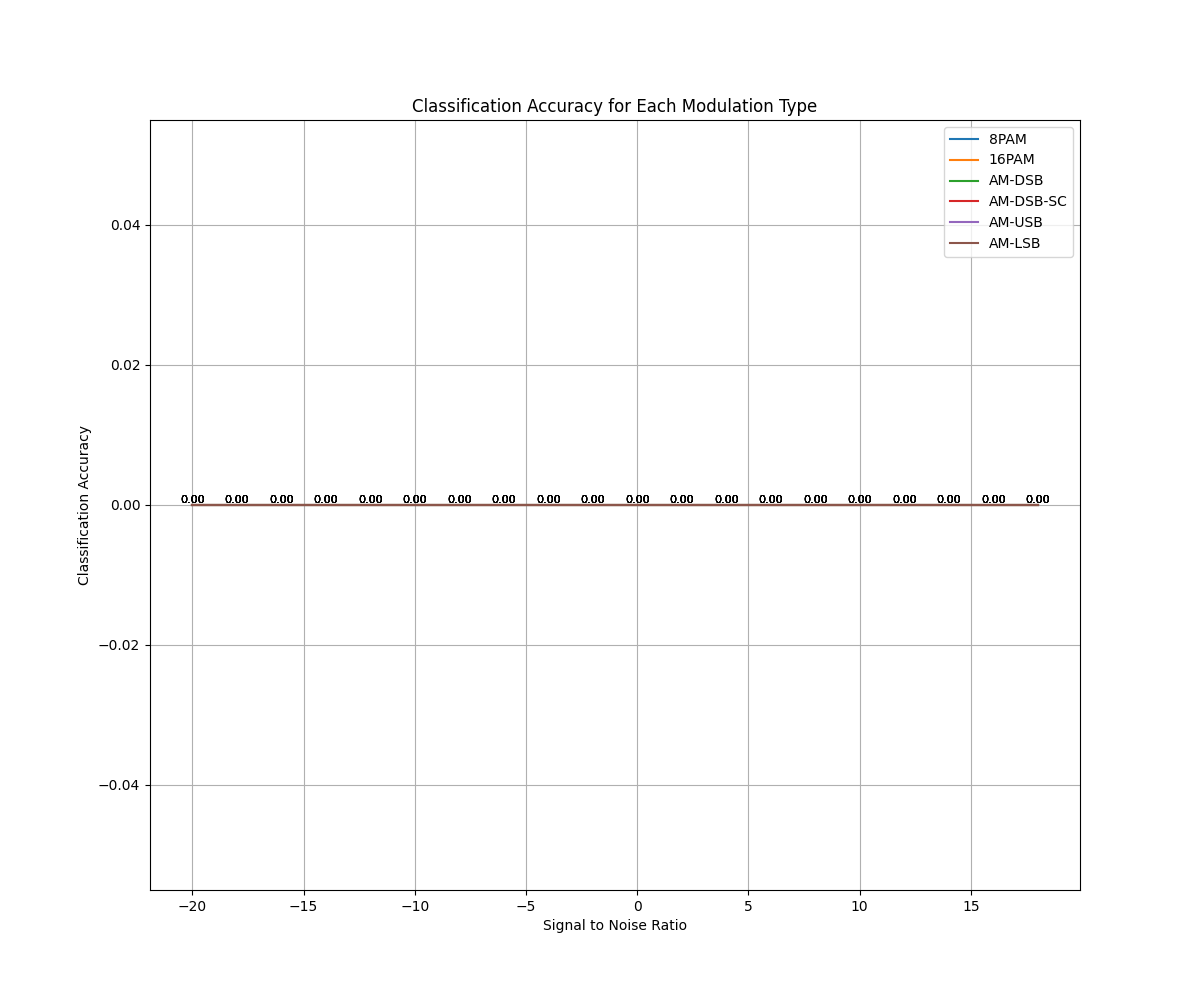 Classification Accuracy for Each Modulation Type
8PAM
16PAM
AM-DSB
AM-DSB-SC
AM-USB
AM-LSB
0.04
0.02
0.00
−0.02
−0.04
Classification Accuracy
0.00 0.00 0.00 0.00 0.00 0.00 0.00 0.00 0.00 0.00 0.00 0.00 0.00 0.00 0.00 0.00 0.00 0.00 0.00 0.00
−20 −15 −10 −5 0 5 10 15
Signal to Noise Ratio